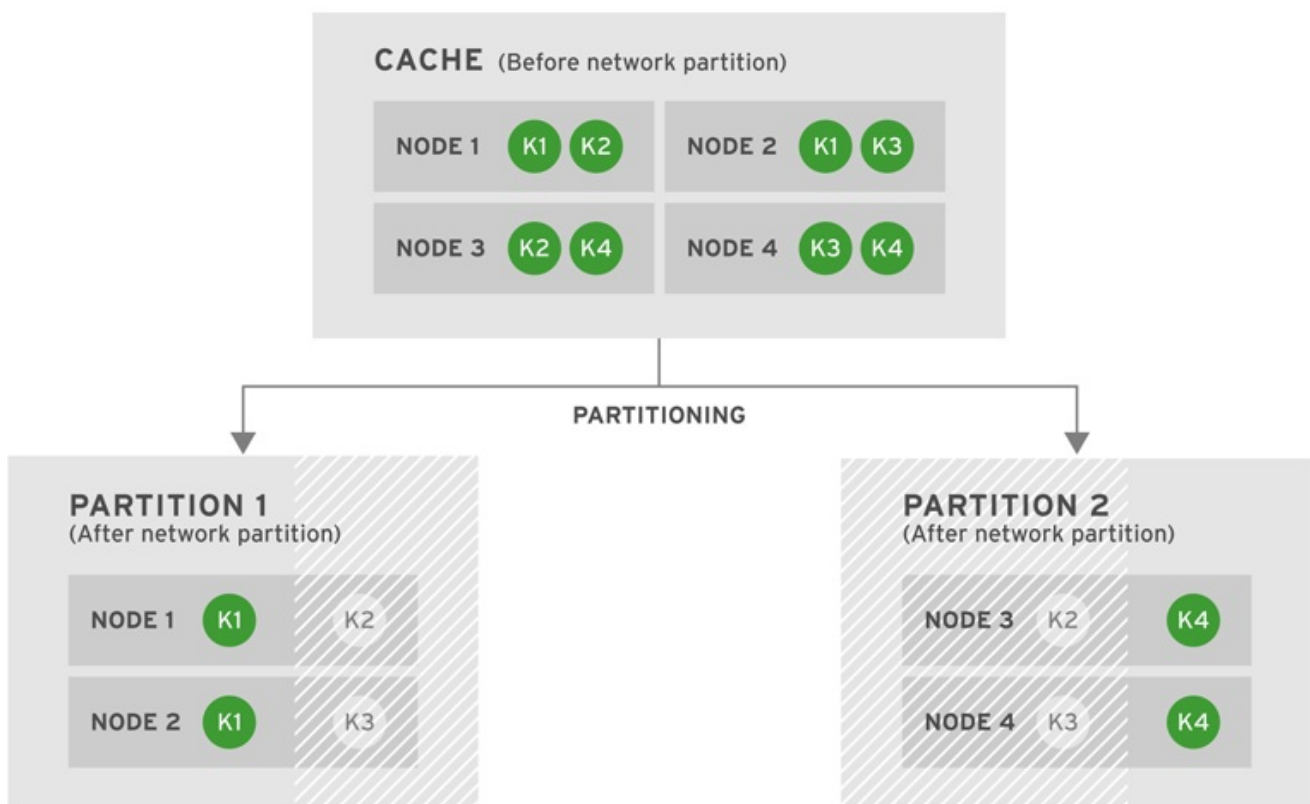 CACHE (Before network partition)
NODE 1 K1 K2 NODE 2 K1 K3
NODE 3 K2 K4 NODE 4 K3 K4
PARTITIONING
PARTITION 1
(After network partition)
NODE 1 K1 K2
NODE 2 K1 K3
PARTITION 2
(After network partition)
NODE 3 K2 K4
NODE 4 K3 K4